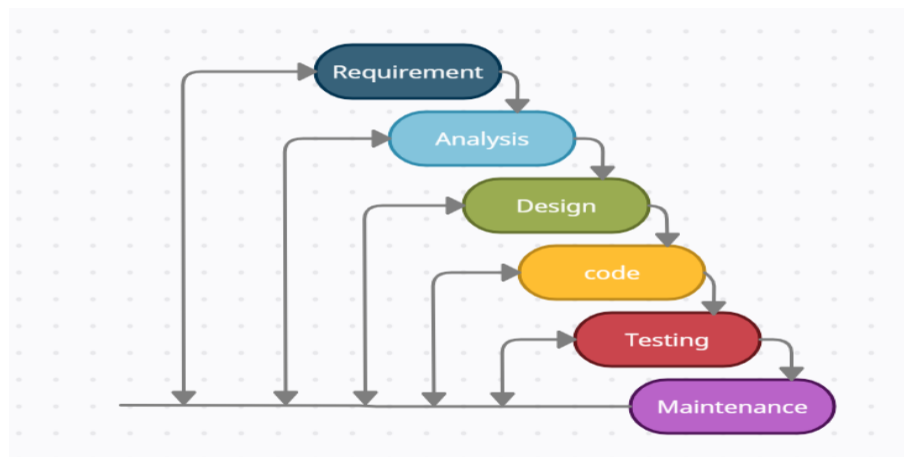 Requirement
Analysis
Design
code
Testing
Maintenance